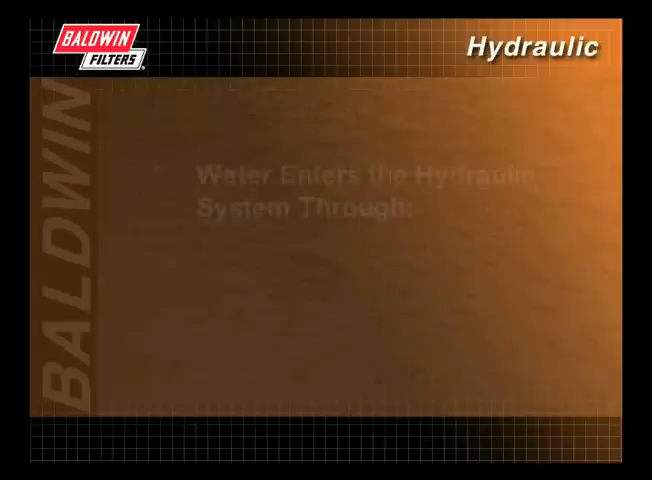 BALDWIN
FILTERS
Hydraulic
BALDWIN
Water Enters the Hydraulic
System Through: